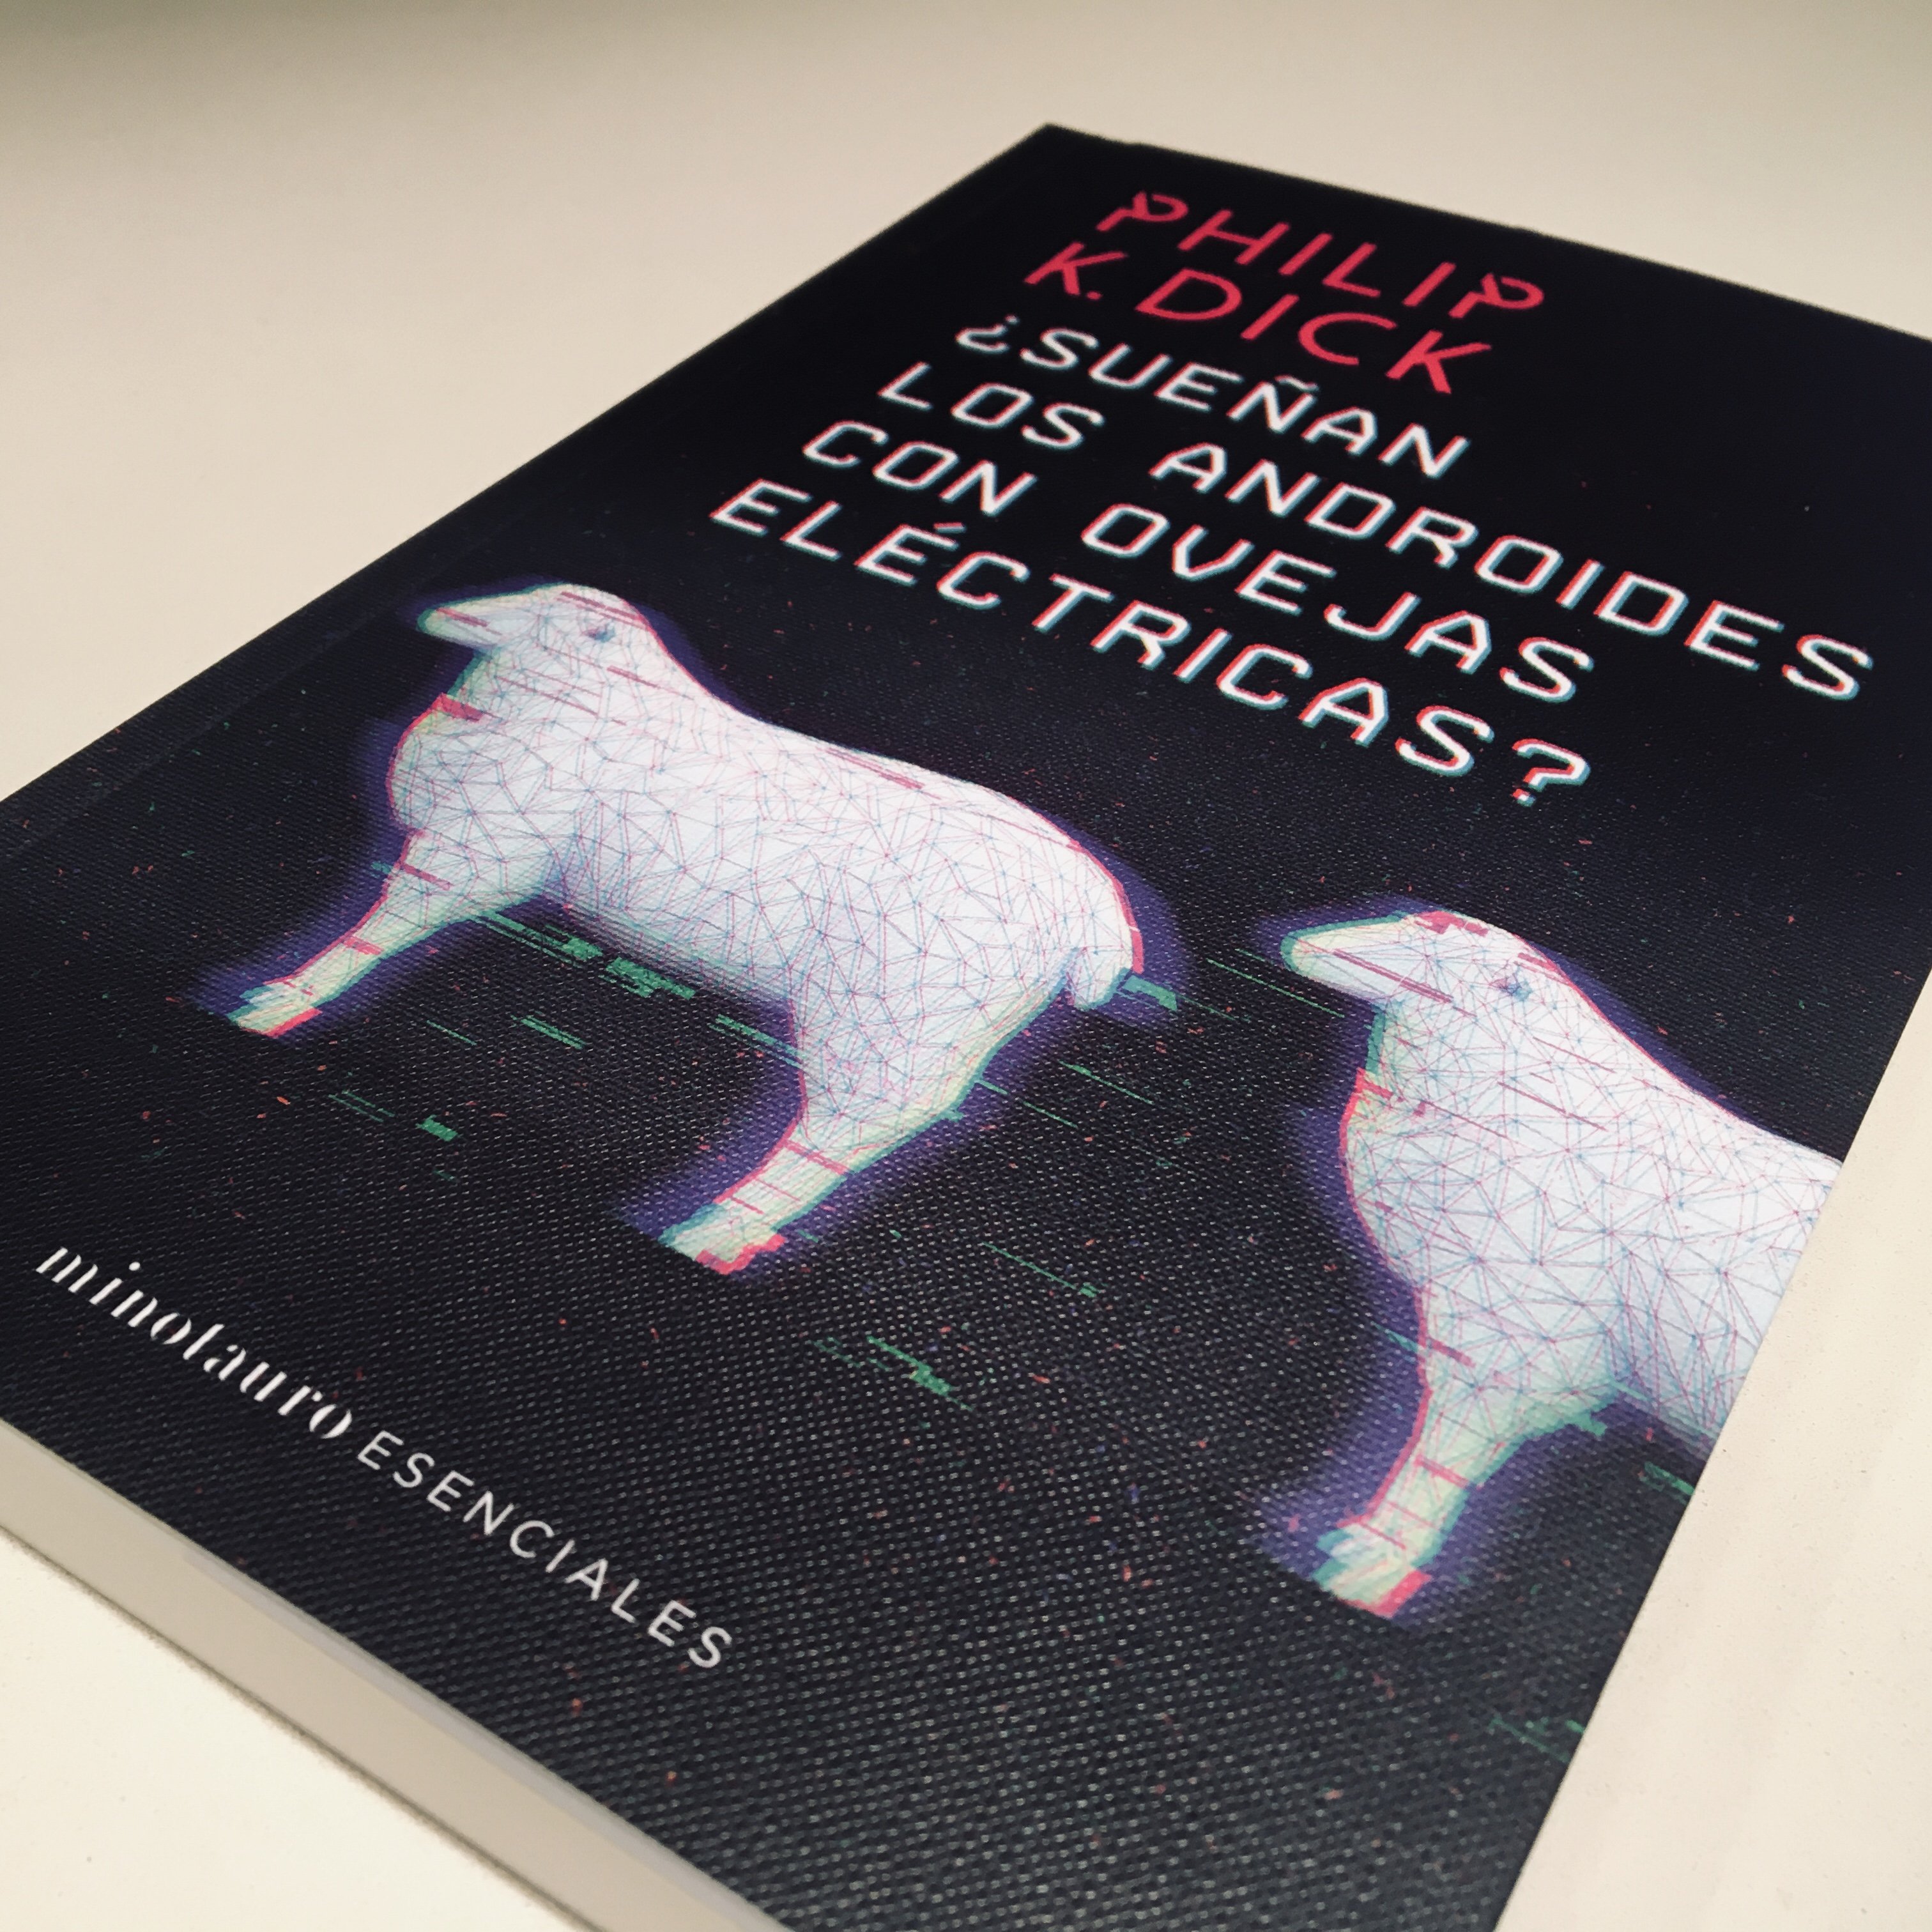 PHILIP
K. DICK
¿SUEÑAN
LOS ANDROIDES
CON OVEJAS
ELÉCTRICAS?
minotauro ESENCIALES